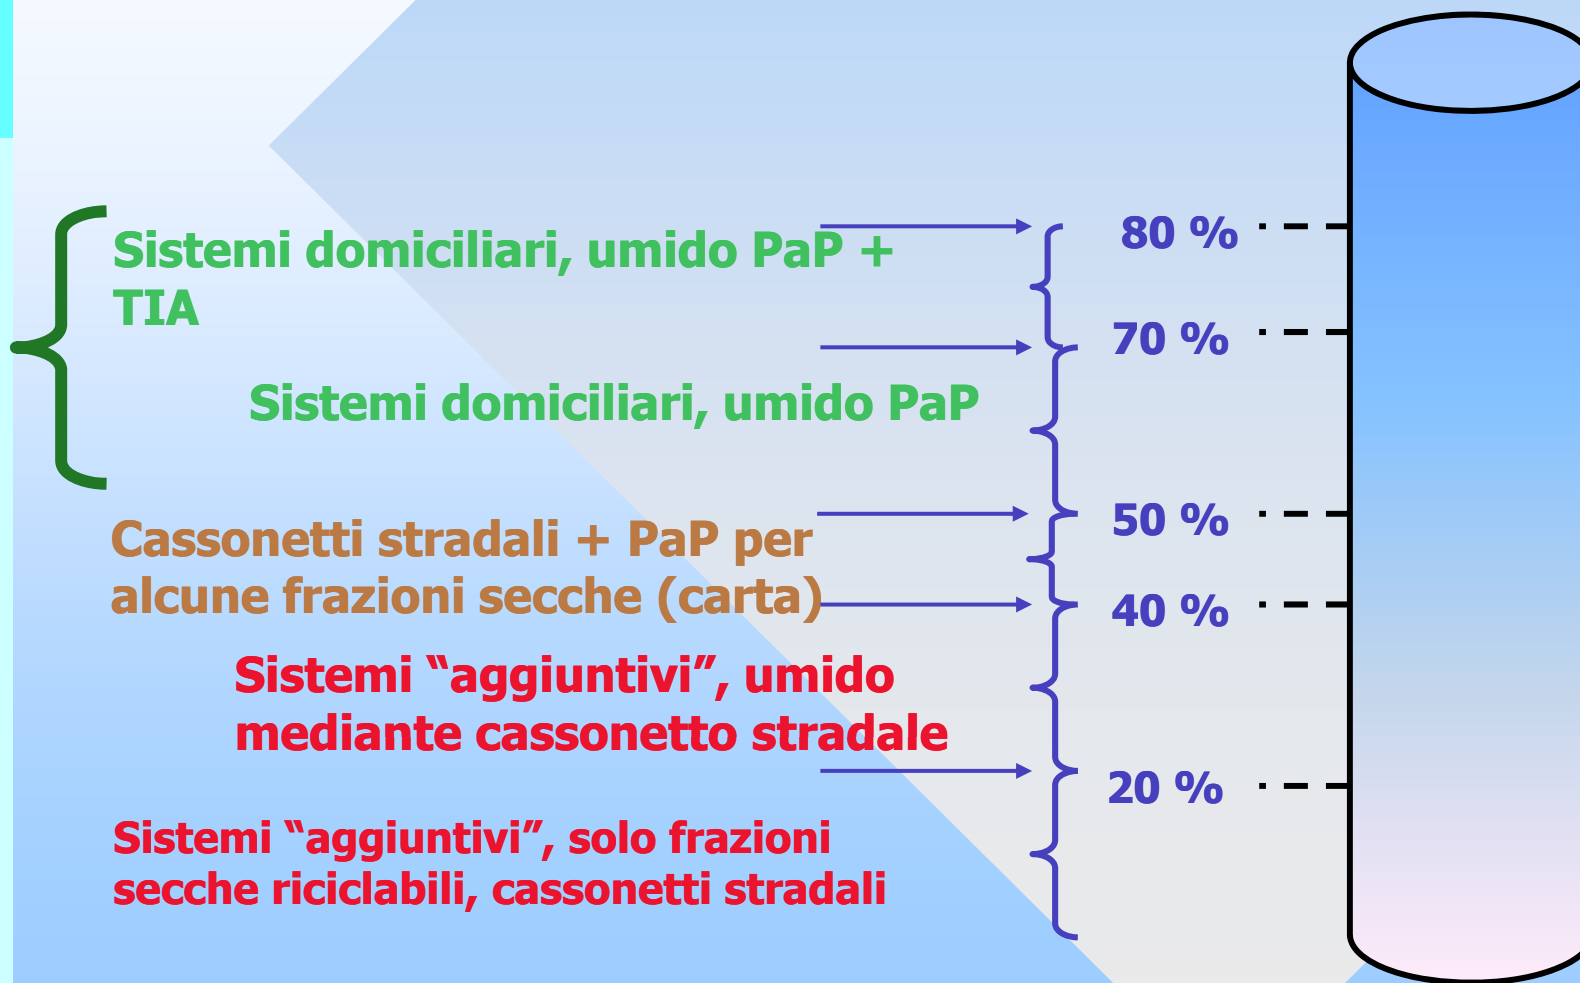 Sistemi domiciliari, umido PaP +
TIA
80 %
70 %
Sistemi domiciliari, umido PaP
50 %
Cassonetti stradali + PaP per
alcune frazioni secche (carta)
40 %
Sistemi “aggiuntivi”, umido
mediante cassonetto stradale
20 %
Sistemi “aggiuntivi”, solo frazioni
secche riciclabili, cassonetti stradali